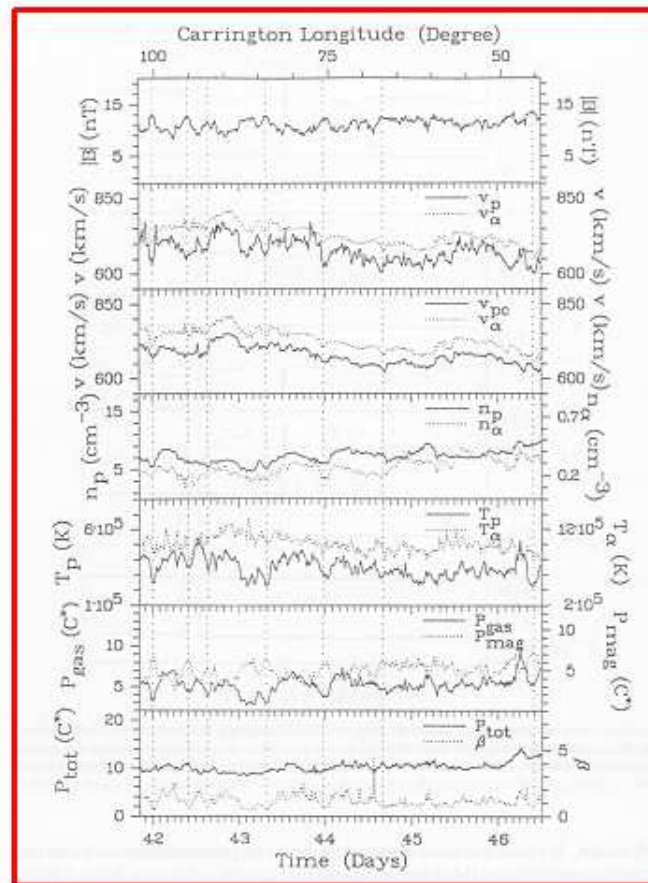 Carrington Longitude (Degree)
100 75 50
|B| (nT)
15
5
15
5
|B| (nT)
v (km/s)
850
600
v_p
v_α
850
600
v (km/s)
v (km/s)
850
600
v_pc
v_α
850
600
v (km/s)
n_p (cm^-3)
15
5
n_p
n_α
0.7
0.2
n_α (cm^-3)
T_p (K)
6·10^5
1·10^5
T_p
T_α
12·10^5
2·10^5
T_α (K)
P_gas (C*)
10
5
P_gas
P_mag
10
5
P_mag (C*)
P_tot (C*)
20
10
0
P_tot
β
5
0
β
42 43 44 45 46
Time (Days)